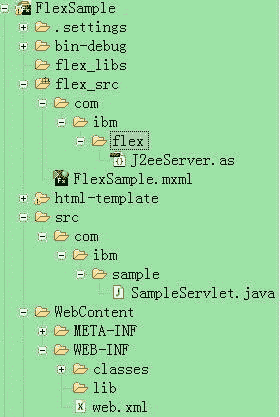 FlexSample
.settings
bin-debug
flex_libs
flex_src
com
ibm
flex
J2eeServer.as
FlexSample.mxml
html-template
src
com
ibm
sample
SampleServlet.java
WebContent
META-INF
WEB-INF
classes
lib
web.xml